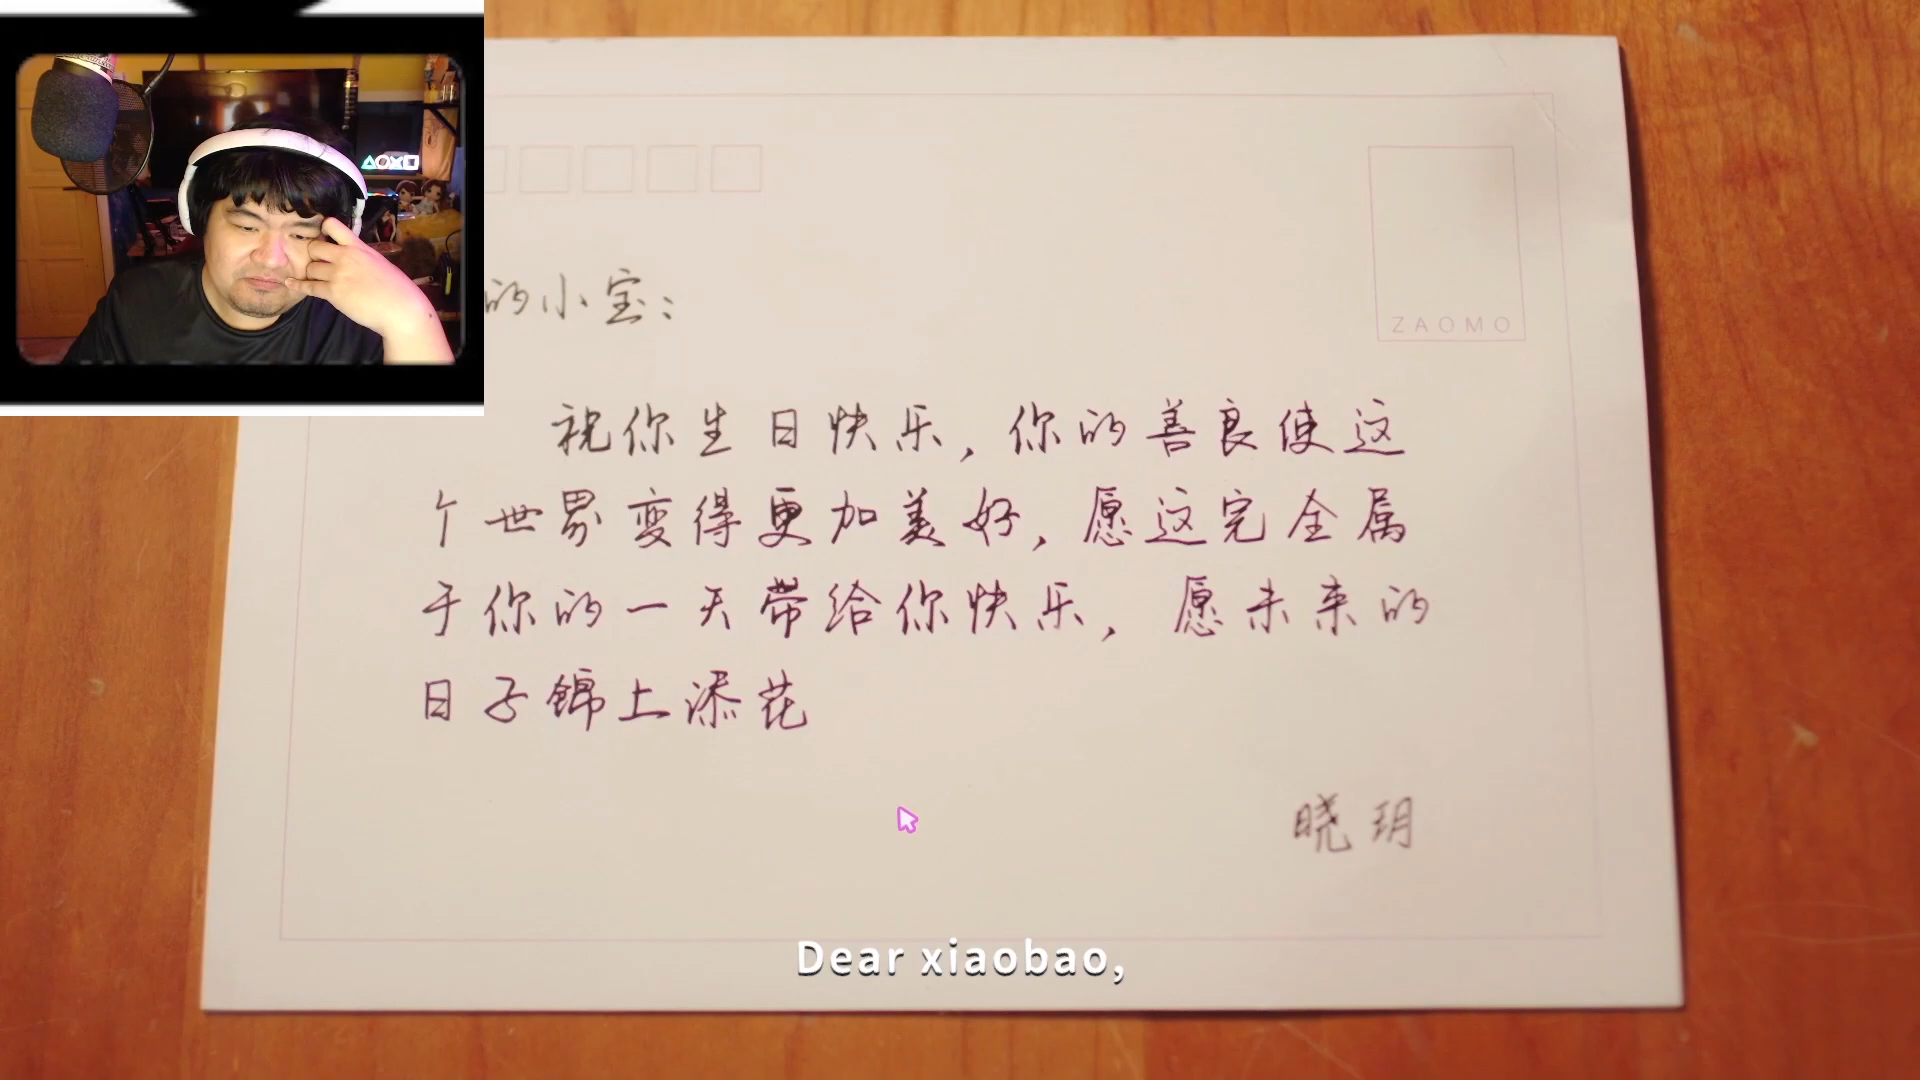 的小宝：
ZAOMO
祝你生日快乐，你的善良使这
个世界变得更加美好，愿这完全属
于你的一天带给你快乐，愿未来的
日子锦上添花
晓玥
Dear xiaobao,